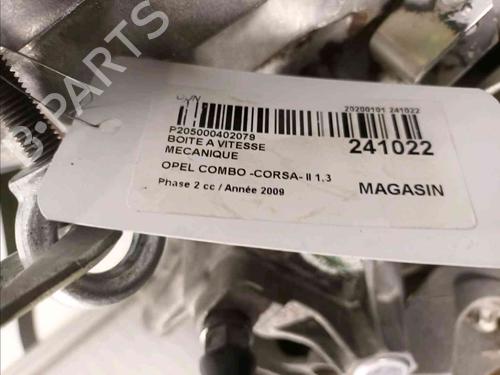 20200101 241022
P205000402079
BOITE A VITESSE
MECANIQUE
241022
OPEL COMBO -CORSA- II 1,3
Phase 2 cc / Année 2009
MAGASIN
B-PARTS